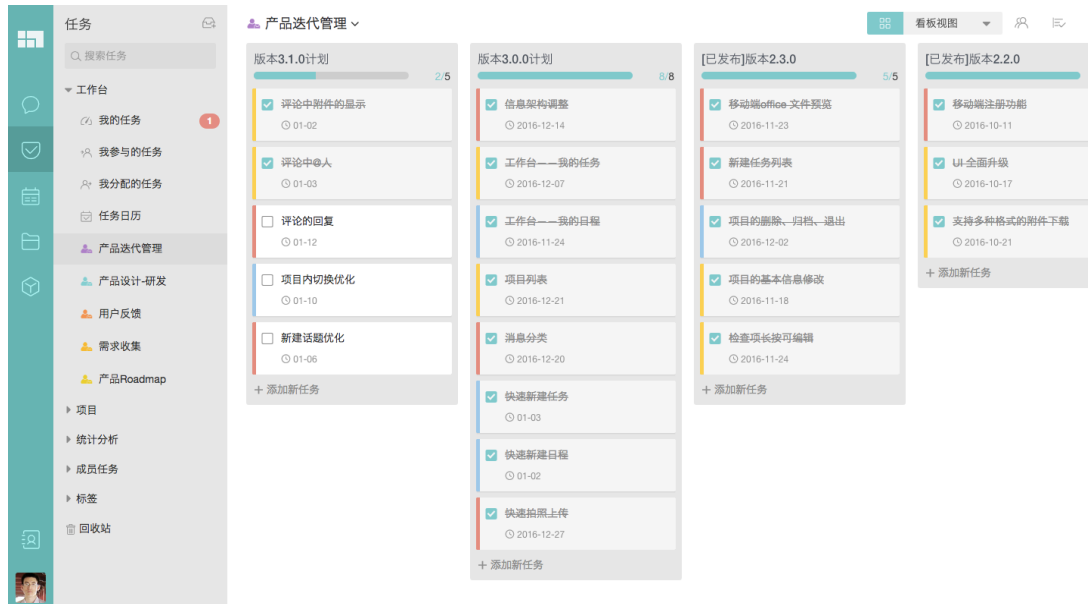 任务
搜索任务
工作台
我的任务
1
我参与的任务
我分配的任务
任务日历
产品迭代管理
产品设计-研发
用户反馈
需求收集
产品Roadmap
项目
统计分析
成员任务
标签
回收站
产品迭代管理
看板视图
版本3.1.0计划
2/5
评论中附件的显示
01-02
评论中@人
01-03
评论的回复
01-12
项目内切换优化
01-10
新建话题优化
01-06
+ 添加新任务
版本3.0.0计划
8/8
信息架构调整
2016-12-14
工作台——我的任务
2016-12-07
工作台——我的日程
2016-11-24
项目列表
2016-12-21
消息分类
2016-12-20
快速新建任务
01-03
快速新建日程
01-02
快速拍照上传
2016-12-27
+ 添加新任务
[已发布]版本2.3.0
5/5
移动端office 文件预览
2016-11-23
新建任务列表
2016-11-21
项目的删除、归档、退出
2016-12-02
项目的基本信息修改
2016-11-18
检查项长按可编辑
2016-11-24
+ 添加新任务
[已发布]版本2.2.0
移动端注册功能
2016-10-11
UI 全面升级
2016-10-17
支持多种格式的附件下载
2016-10-21
+ 添加新任务